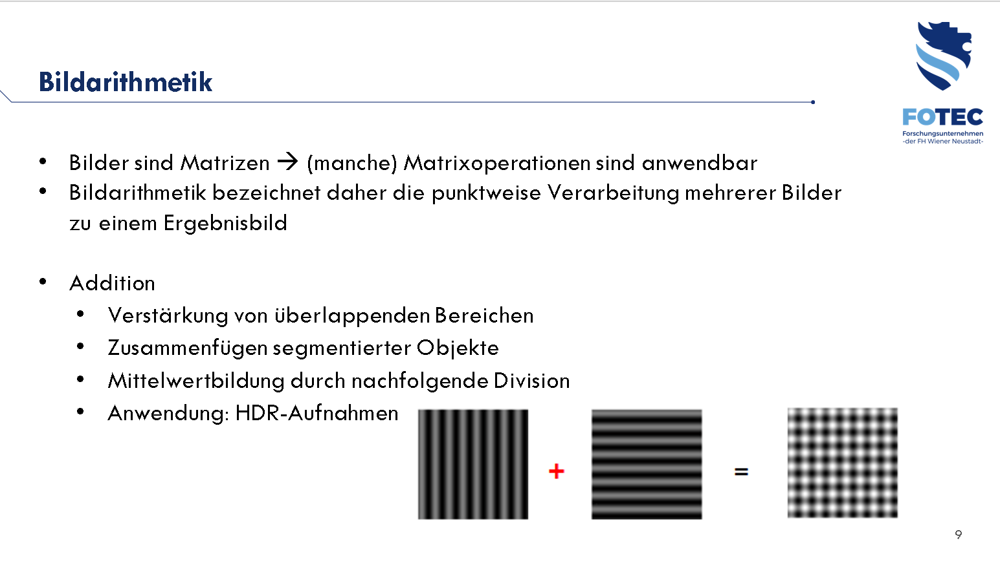 Bildarithmetik
FOTEC
Forschungsunternehmen
-der FH Wiener Neustadt-
• Bilder sind Matrizen → (manche) Matrixoperationen sind anwendbar
• Bildarithmetik bezeichnet daher die punktweise Verarbeitung mehrerer Bilder
zu einem Ergebnisbild
• Addition
• Verstärkung von überlappenden Bereichen
• Zusammenfügen segmentierter Objekte
• Mittelwertbildung durch nachfolgende Division
• Anwendung: HDR-Aufnahmen
+ =
9